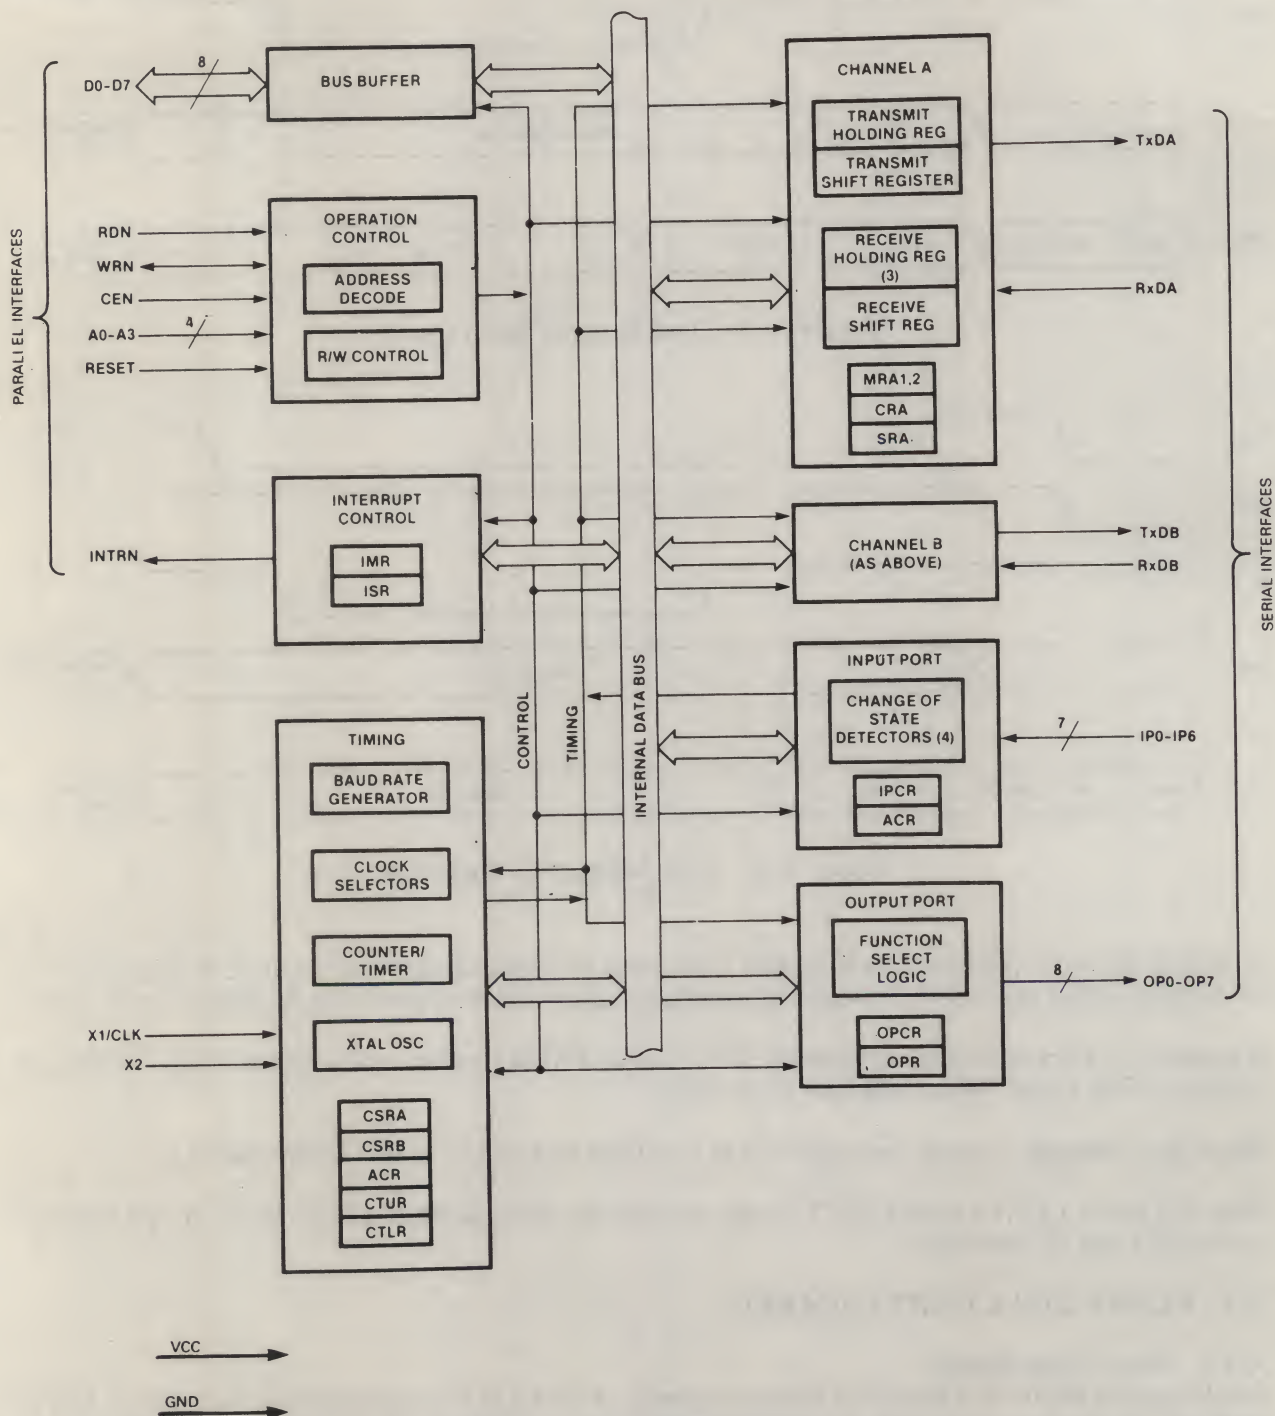 PARALLEL INTERFACES
D0-D7
8
BUS BUFFER
RDN
WRN
CEN
A0-A3
4
RESET
OPERATION
CONTROL
ADDRESS
DECODE
R/W CONTROL
INTRN
INTERRUPT
CONTROL
IMR
ISR
TIMING
BAUD RATE
GENERATOR
CLOCK
SELECTORS
COUNTER/
TIMER
X1/CLK
X2
XTAL OSC
CSRA
CSRB
ACR
CTUR
CTLR
VCC
GND
CONTROL
TIMING
INTERNAL DATA BUS
CHANNEL A
TRANSMIT
HOLDING REG
TRANSMIT
SHIFT REGISTER
RECEIVE
HOLDING REG
(3)
RECEIVE
SHIFT REG
MRA1,2
CRA
SRA
TxDA
RxDA
CHANNEL B
(AS ABOVE)
TxDB
RxDB
INPUT PORT
CHANGE OF
STATE
DETECTORS (4)
IPCR
ACR
7
IP0-IP6
OUTPUT PORT
FUNCTION
SELECT
LOGIC
OPCR
OPR
8
OP0-OP7
SERIAL INTERFACES